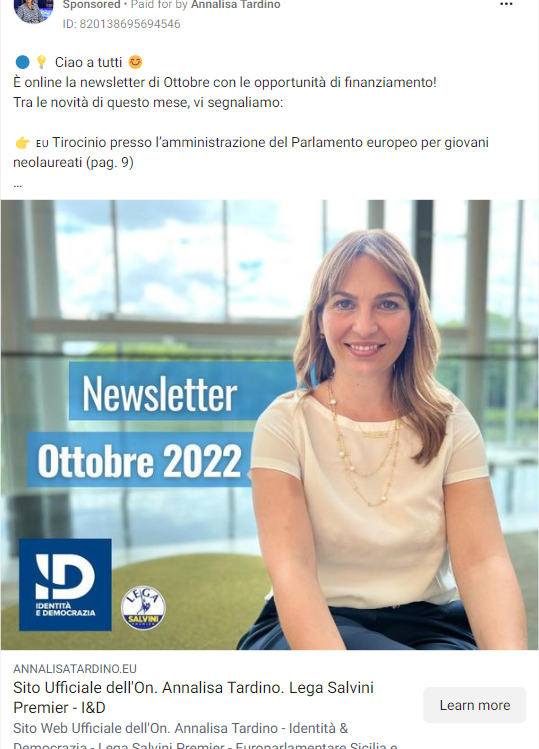 Sponsored • Paid for by Annalisa Tardino
ID: 820138695694546
Ciao a tutti
È online la newsletter di Ottobre con le opportunità di finanziamento!
Tra le novità di questo mese, vi segnaliamo:
EU Tirocinio presso l'amministrazione del Parlamento europeo per giovani
neolaureati (pag. 9)
...
Newsletter
Ottobre 2022
ID
IDENTITÀ
E DEMOCRAZIA
LEGA
SALVINI
PREMIER
ANNALISATARDINO.EU
Sito Ufficiale dell'On. Annalisa Tardino. Lega Salvini
Premier - I&D
Learn more
Sito Web Ufficiale dell'On. Annalisa Tardino - Identità &
Democrazia - Lega Salvini Premier - Europarlamentare Sicilia e